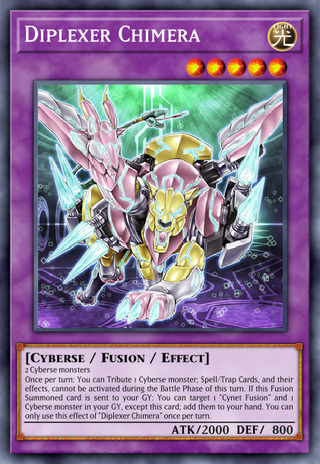 Diplexer Chimera
LIGHT
光
[Cyberse / Fusion / Effect]
2 Cyberse monsters
Once per turn: You can Tribute 1 Cyberse monster; Spell/Trap Cards, and their
effects, cannot be activated during the Battle Phase of this turn. If this Fusion
Summoned card is sent to your GY: You can target 1 "Cynet Fusion" and 1
Cyberse monster in your GY, except this card; add them to your hand. You can
only use this effect of "Diplexer Chimera" once per turn.
ATK/2000 DEF/ 800